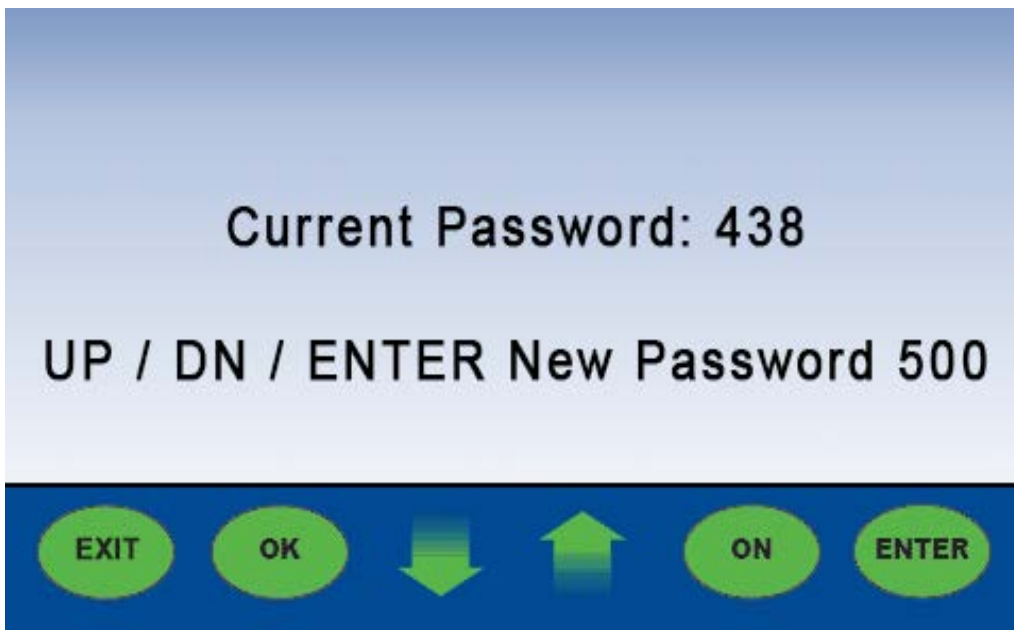 Current Password: 438
UP / DN / ENTER New Password 500
EXIT OK ON ENTER